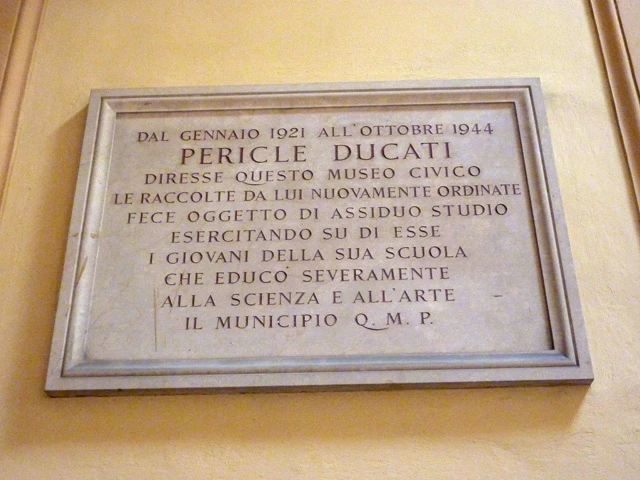 DAL GENNAIO 1921 ALL'OTTOBRE 1944
PERICLE DUCATI
DIRESSE QUESTO MUSEO CIVICO
LE RACCOLTE DA LUI NUOVAMENTE ORDINATE
FECE OGGETTO DI ASSIDUO STUDIO
ESERCITANDO SU DI ESSE
I GIOVANI DELLA SUA SCUOLA
CHE EDUCO' SEVERAMENTE
ALLA SCIENZA E ALL'ARTE
IL MUNICIPIO Q. M. P.